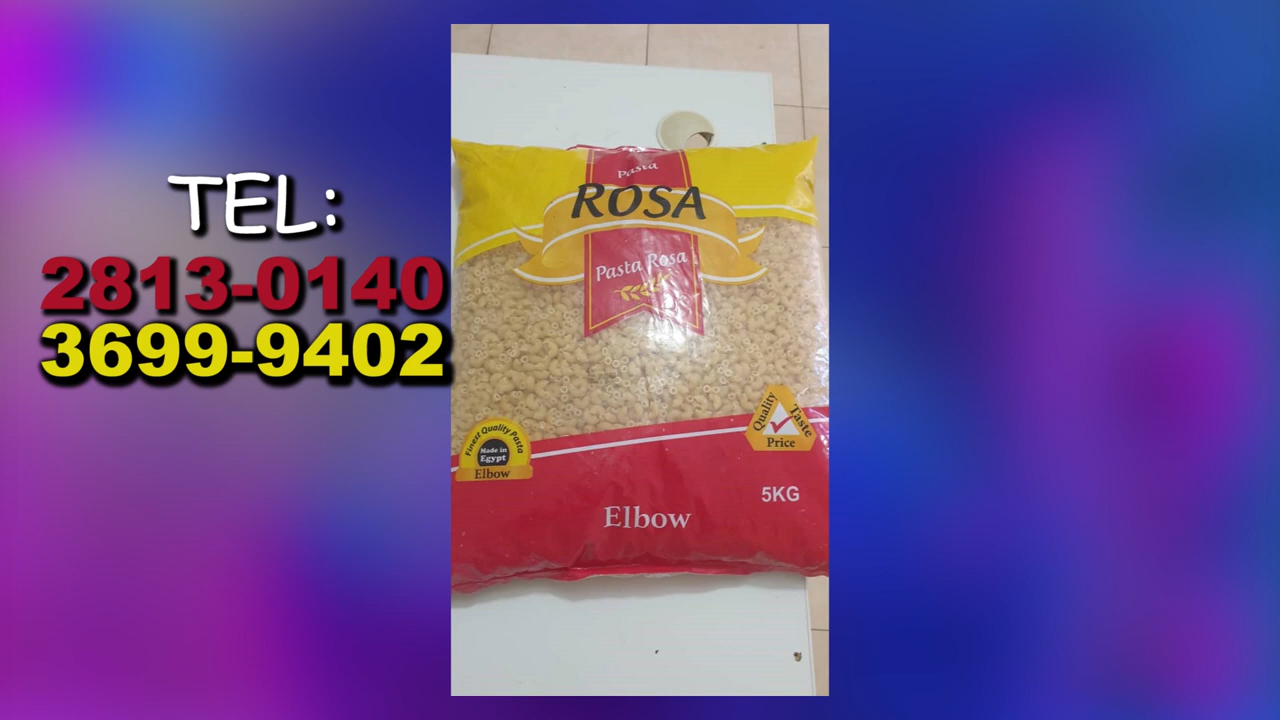 TEL:
2813-0140
3699-9402
Pasta
ROSA
Pasta Rosa
Quality
Taste
Price
Finest Quality Pasta
Made in
Egypt
Elbow
5KG
Elbow